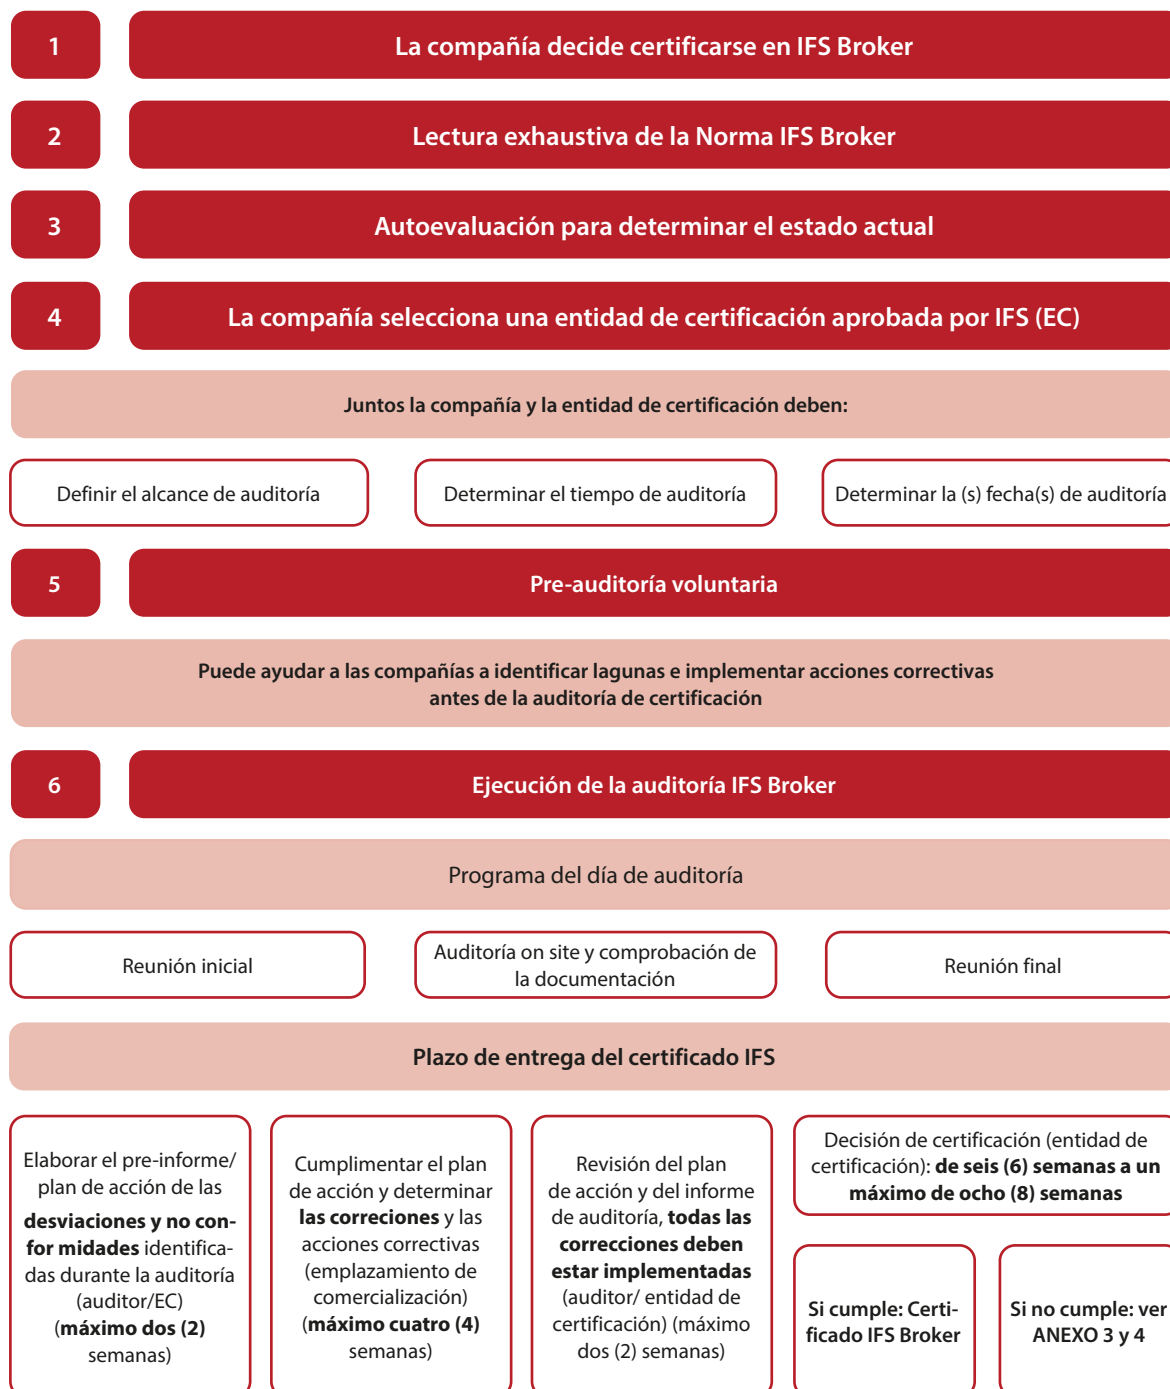 1
La compañía decide certificarse en IFS Broker
2
Lectura exhaustiva de la Norma IFS Broker
3
Autoevaluación para determinar el estado actual
4
La compañía selecciona una entidad de certificación aprobada por IFS (EC)
Juntos la compañía y la entidad de certificación deben:
Definir el alcance de auditoría
Determinar el tiempo de auditoría
Determinar la (s) fecha(s) de auditoría
5
Pre-auditoría voluntaria
Puede ayudar a las compañías a identificar lagunas e implementar acciones correctivas
antes de la auditoría de certificación
6
Ejecución de la auditoría IFS Broker
Programa del día de auditoría
Reunión inicial
Auditoría on site y comprobación de
la documentación
Reunión final
Plazo de entrega del certificado IFS
Elaborar el pre-informe/
plan de acción de las
desviaciones y no con-
for midades identifica-
das durante la auditoría
(auditor/EC)
(máximo dos (2)
semanas)
Cumplimentar el plan
de acción y determinar
las correciones y las
acciones correctivas
(emplazamiento de
comercialización)
(máximo cuatro (4)
semanas)
Revisión del plan
de acción y del informe
de auditoría, todas las
correcciones deben
estar implementadas
(auditor/ entidad de
certificación) (máximo
dos (2) semanas)
Decisión de certificación (entidad de
certificación): de seis (6) semanas a un
máximo de ocho (8) semanas
Si cumple: Certi-
ficado IFS Broker
Si no cumple: ver
ANEXO 3 y 4